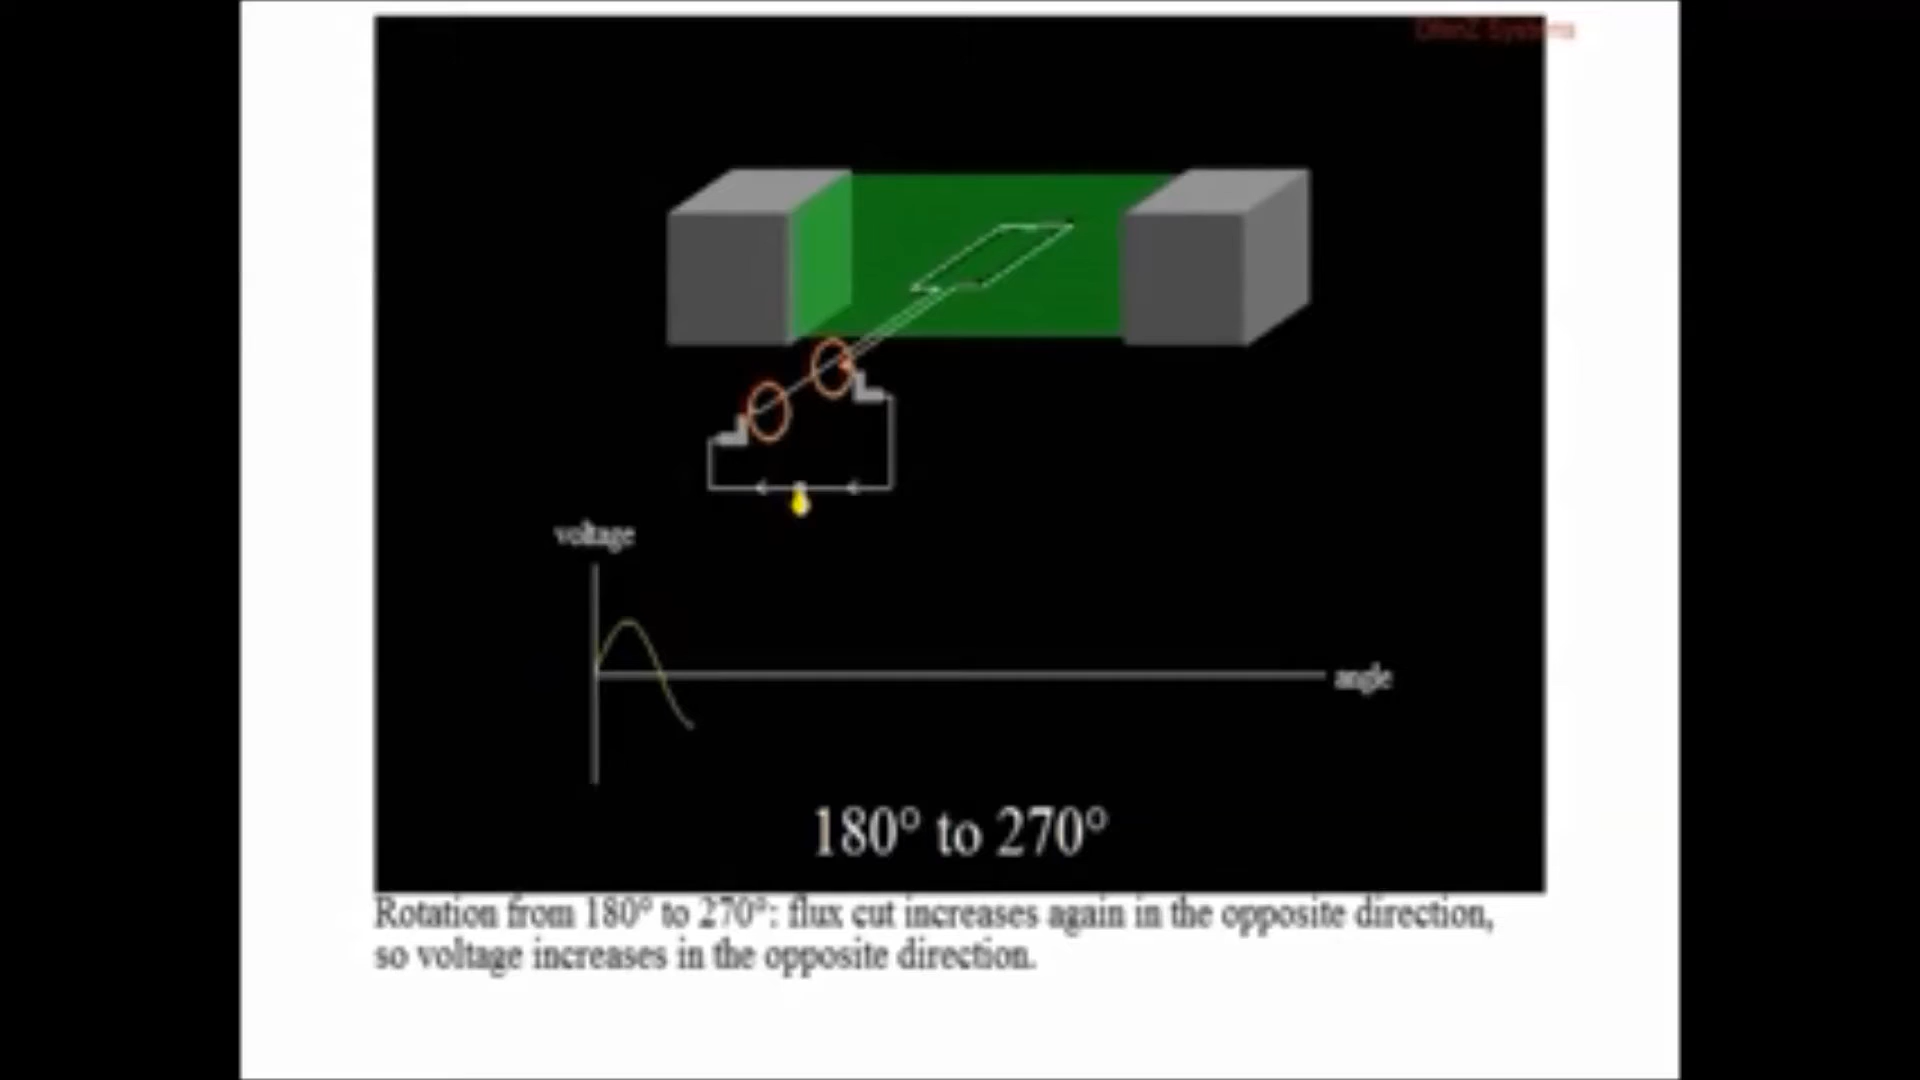 voltage
angle
180° to 270°
Rotation from 180° to 270°: flux cut increases again in the opposite direction,
so voltage increases in the opposite direction.